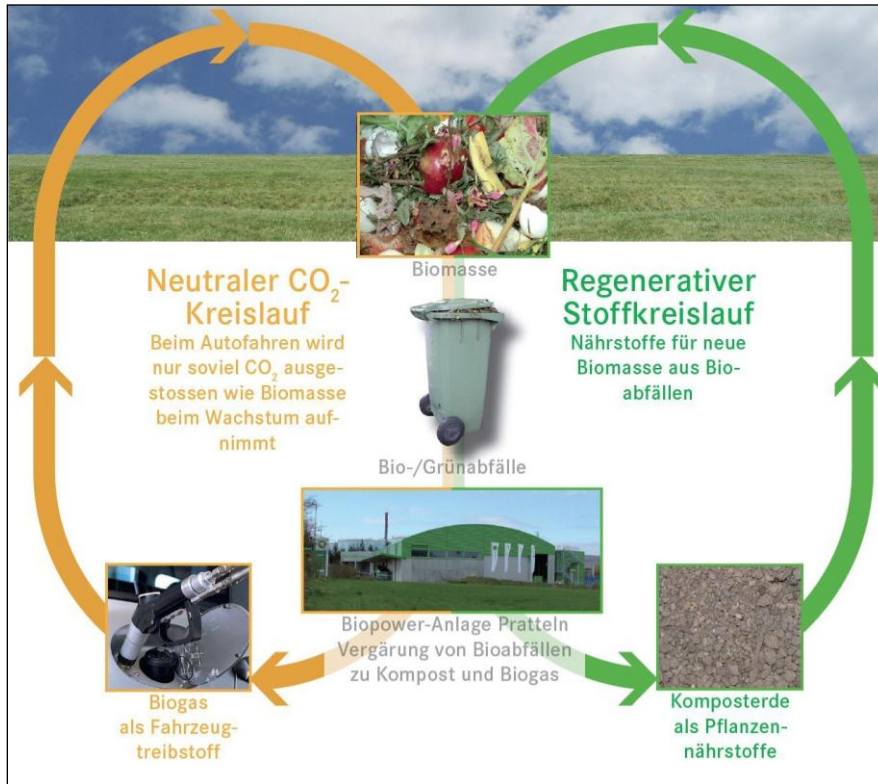 Biomasse
Neutraler CO₂-
Kreislauf
Beim Autofahren wird
nur soviel CO₂ ausge-
stossen wie Biomasse
beim Wachstum auf-
nimmt
Regenerativer
Stoffkreislauf
Nährstoffe für neue
Biomasse aus Bio-
abfällen
Bio-/Grünabfälle
Biopower-Anlage Pratteln
Vergärung von Bioabfällen
zu Kompost und Biogas
Biogas
als Fahrzeug-
treibstoff
Komposterde
als Pflanzen-
nährstoffe